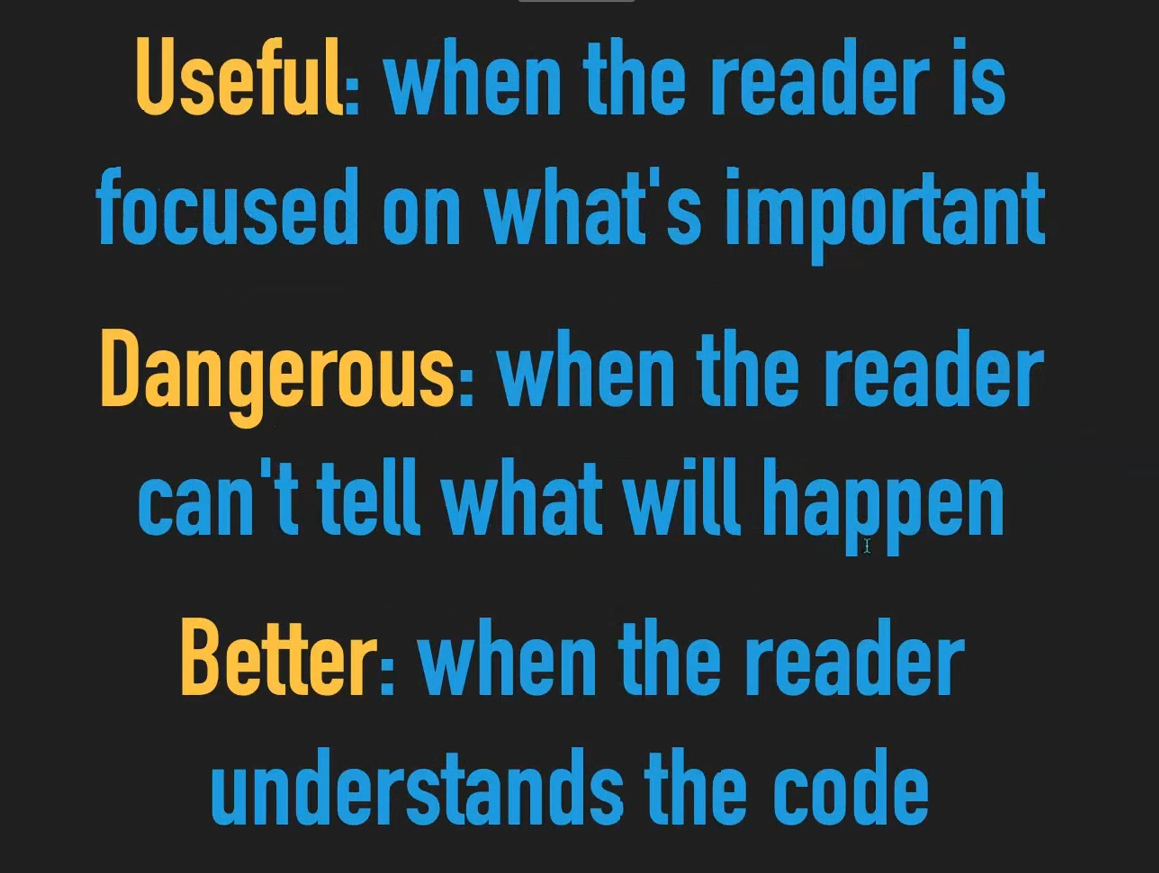 Useful: when the reader is
focused on what's important
Dangerous: when the reader
can't tell what will happen
Better: when the reader
understands the code